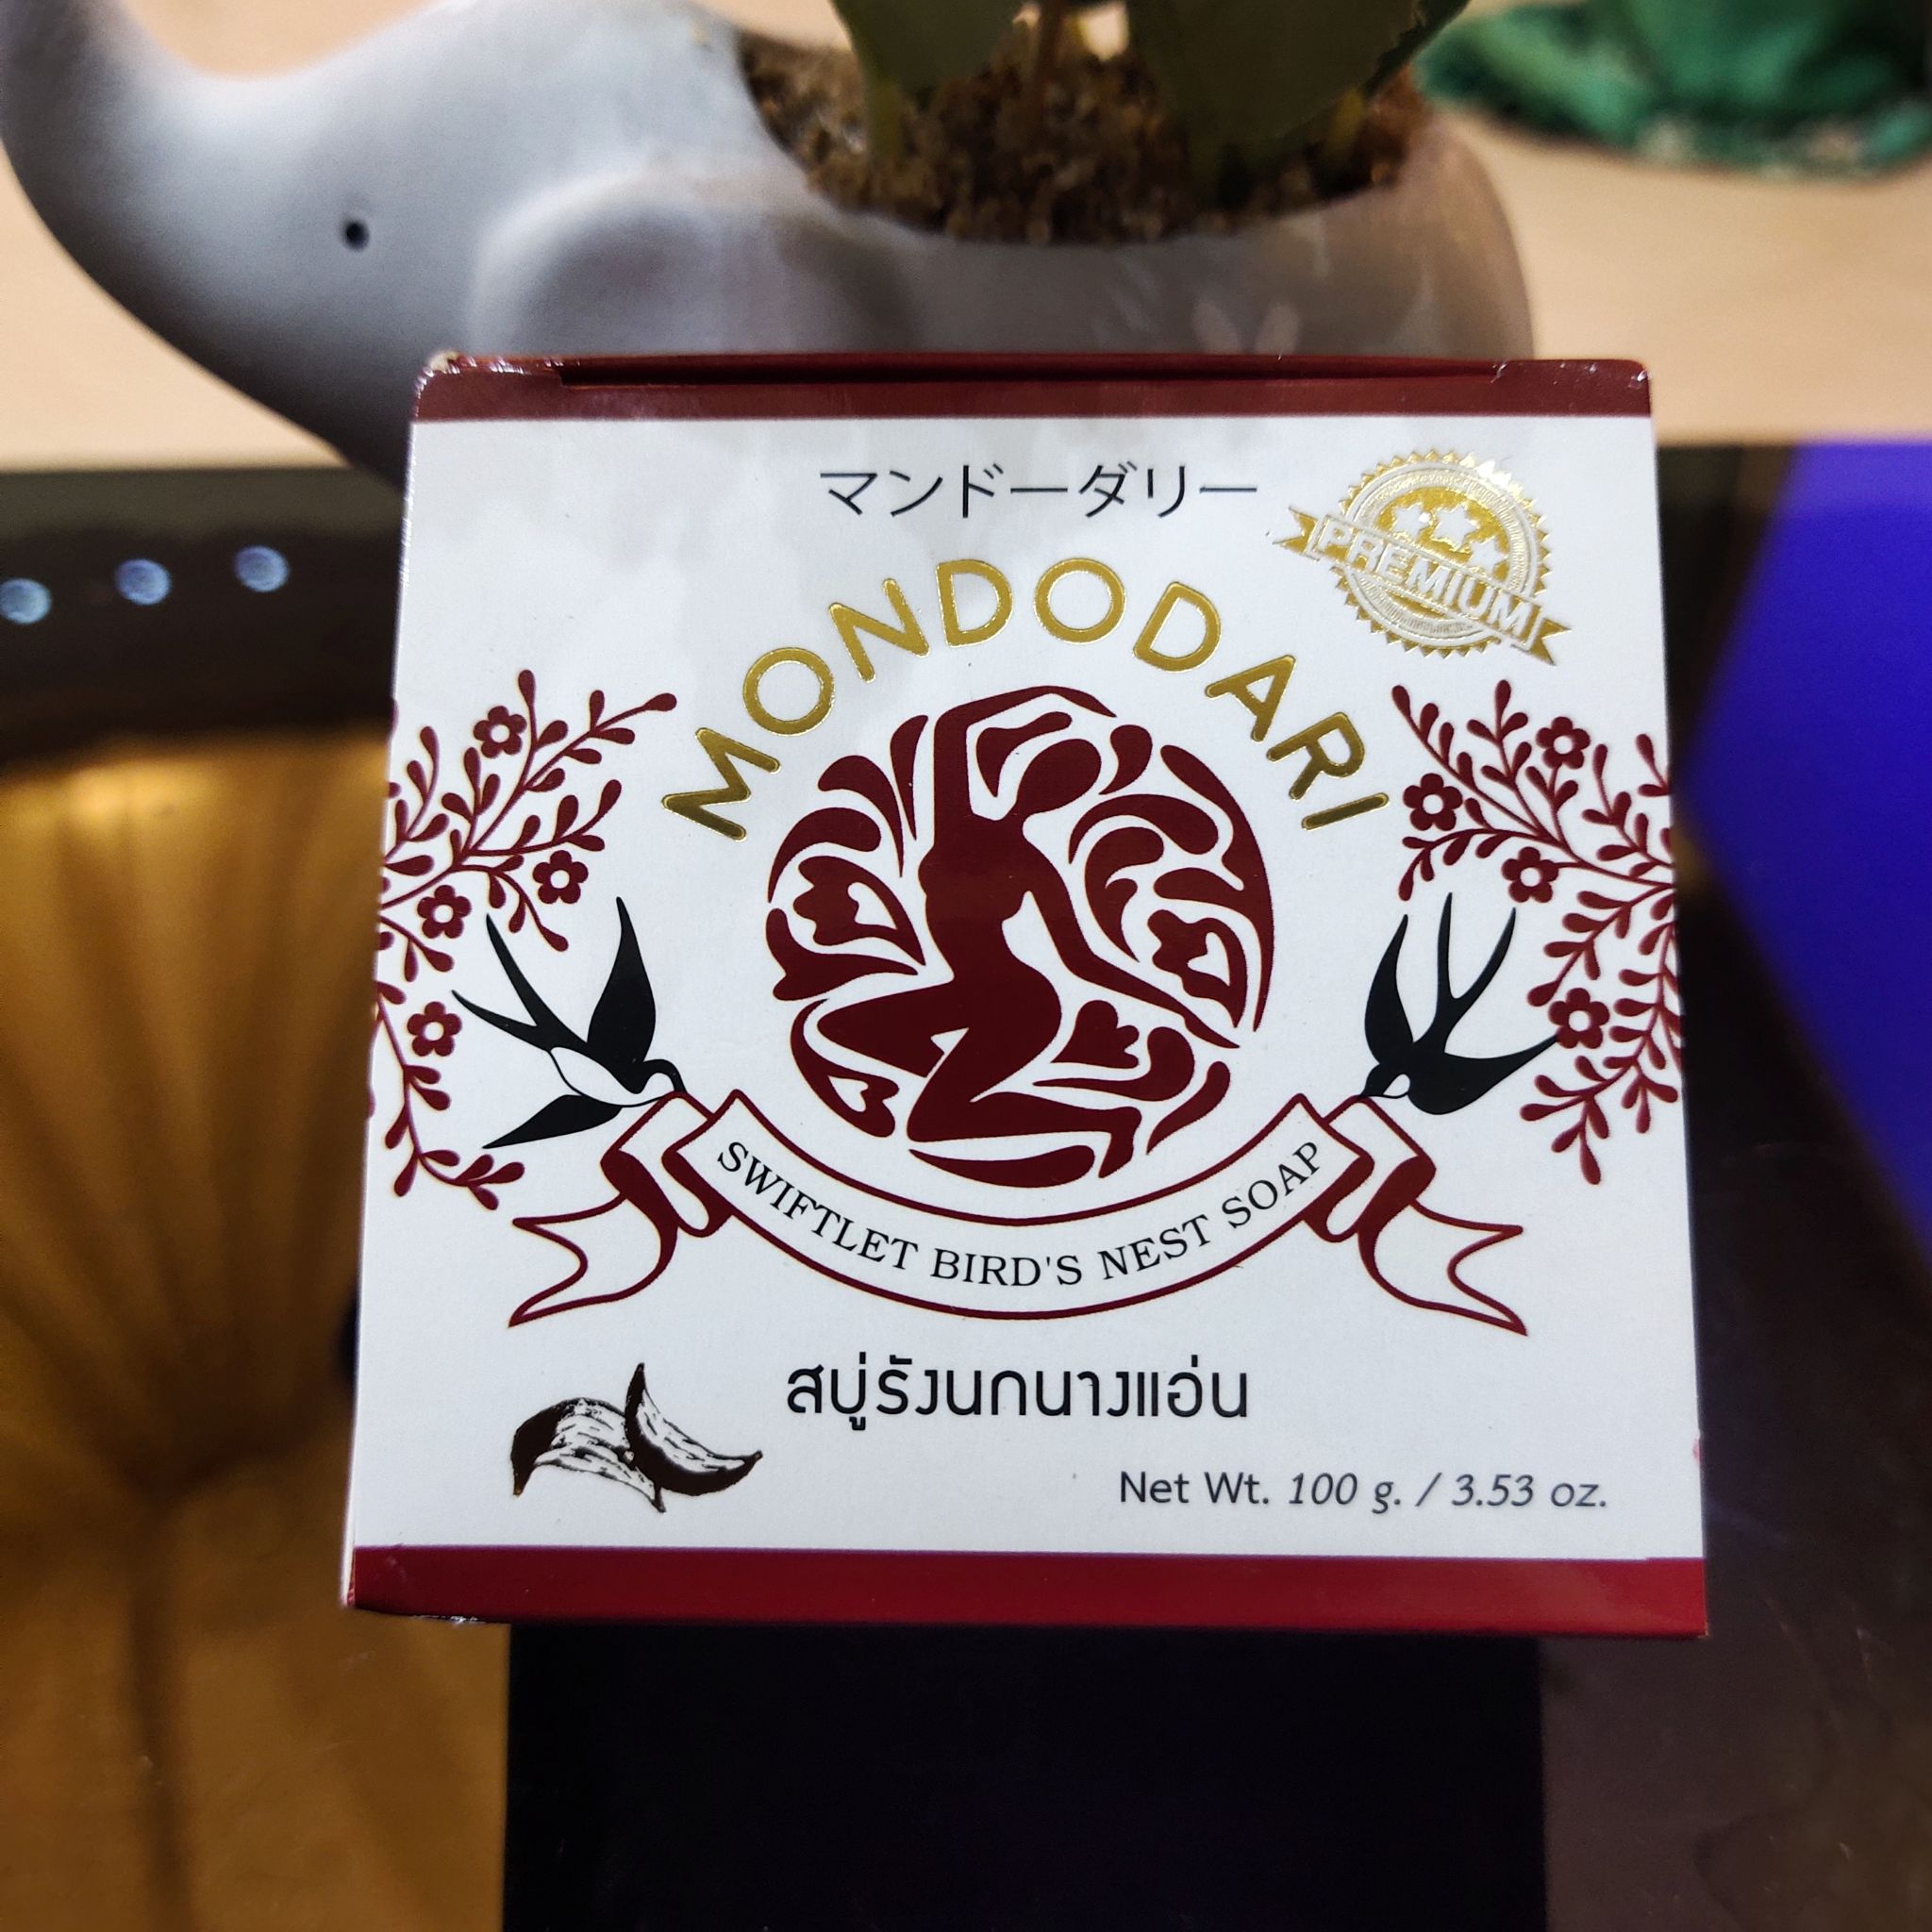 マンドーダリー
PREMIUM
MONDODARI
SWIFTLET BIRD'S NEST SOAP
สบู่รังนกนางแอ่น
Net Wt. 100 g. / 3.53 oz.